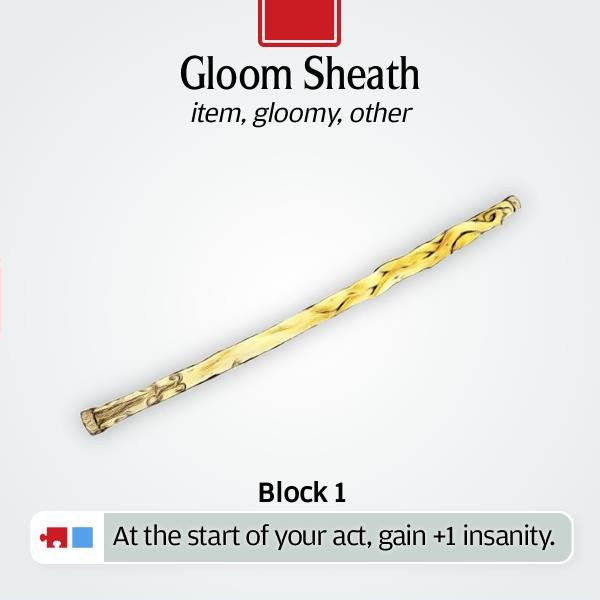 Gloom Sheath
item, gloomy, other
Block 1
At the start of your act, gain +1 insanity.